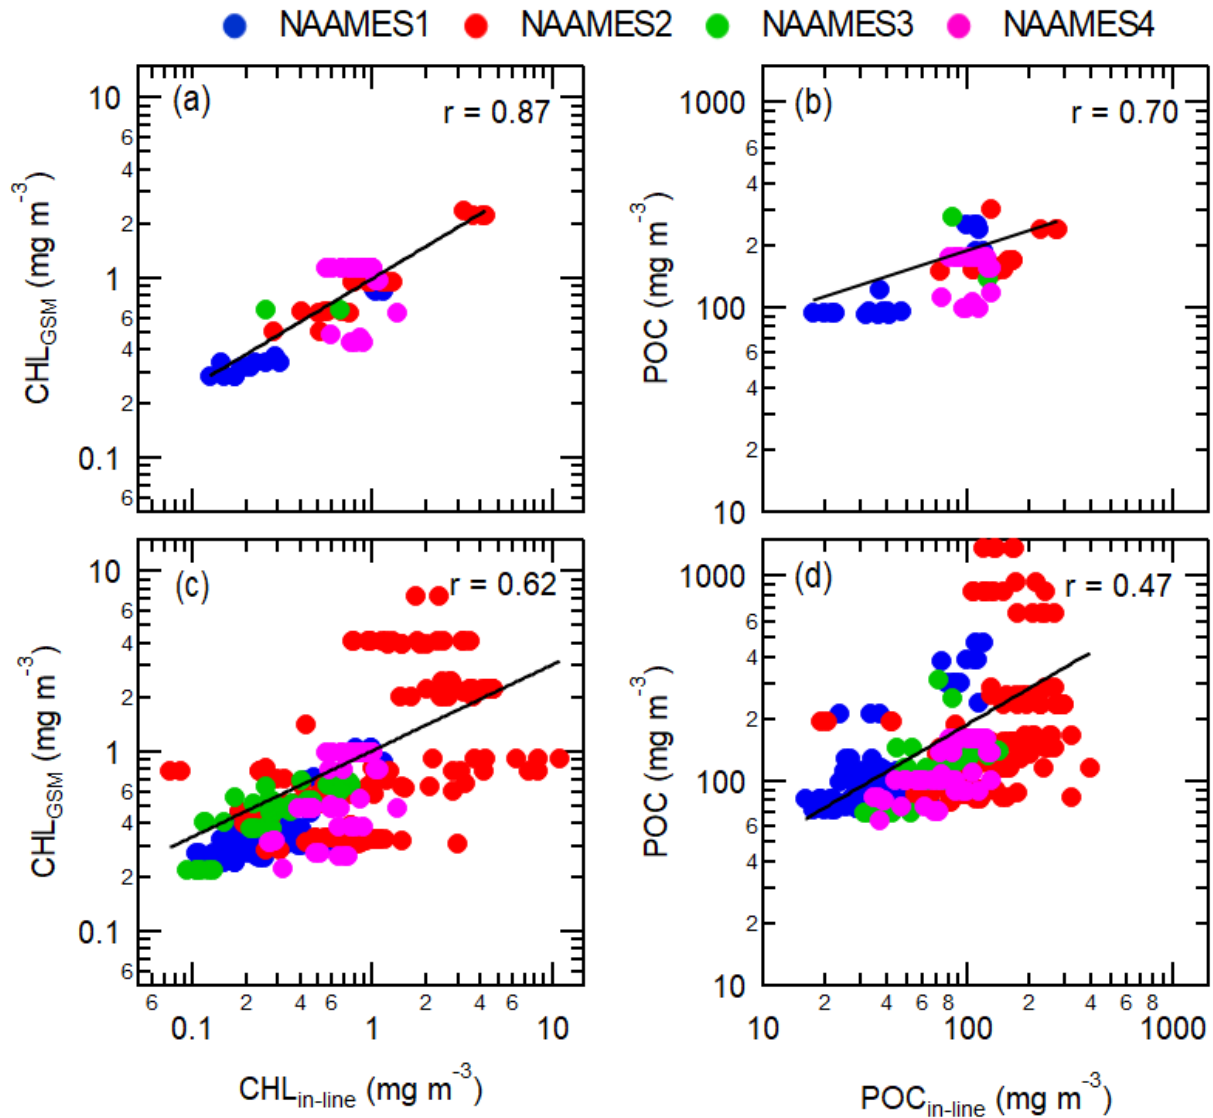 NAAMES1 NAAMES2 NAAMES3 NAAMES4
(a) r = 0.87
10
6
4
2
1
6
4
2
0.1
6
CHL_GSM (mg m^-3)
(b) r = 0.70
1000
6
4
2
100
6
4
2
10
POC (mg m^-3)
(c) r = 0.62
10
6
4
2
1
6
4
2
0.1
6
CHL_GSM (mg m^-3)
6 2 4 6 2 4 6
0.1 1 10
CHL_in-line (mg m^-3)
(d) r = 0.47
1000
6
4
2
100
6
4
2
10
POC (mg m^-3)
2 4 6 8 2 4 6 8
10 100 1000
POC_in-line (mg m^-3)